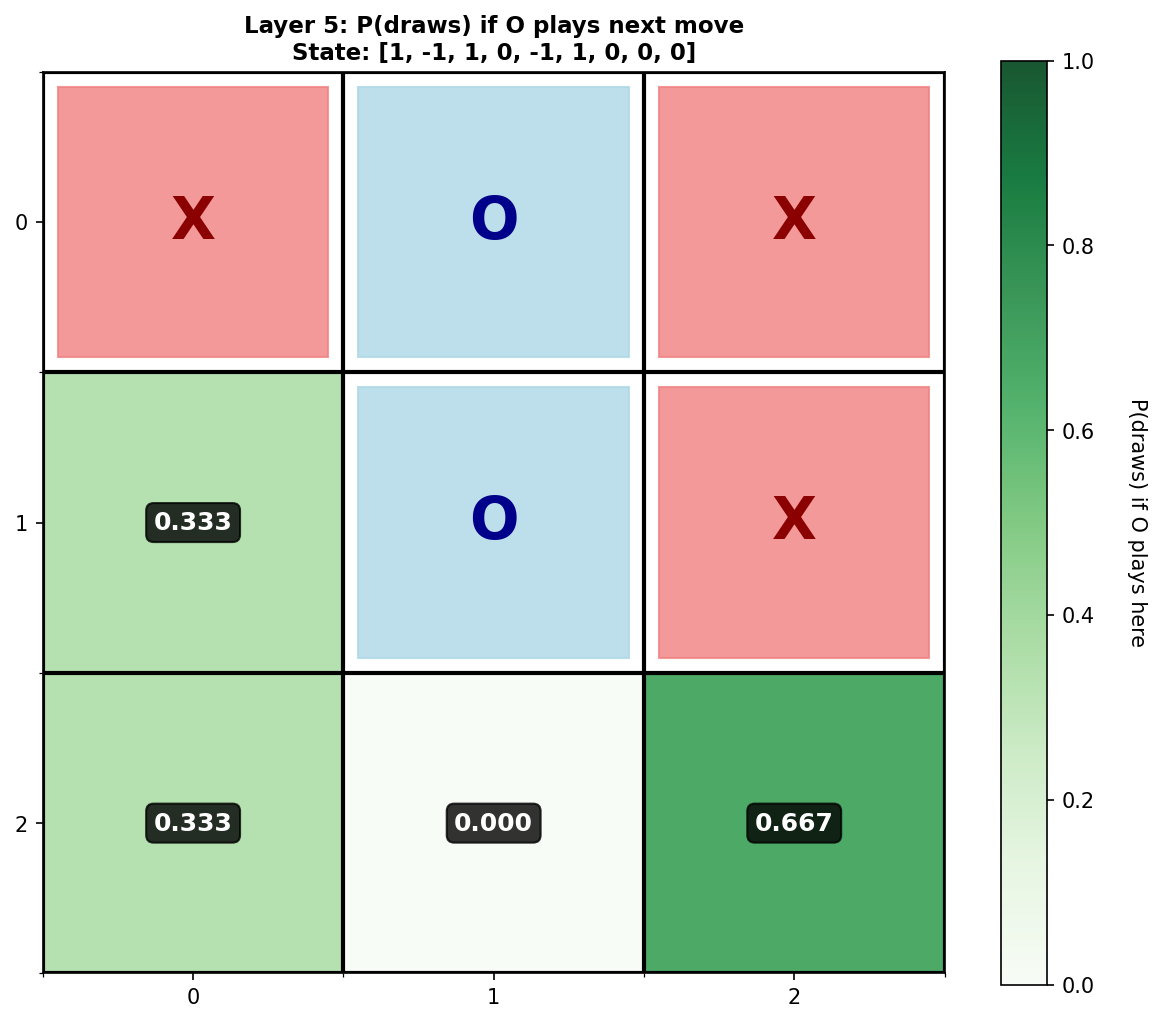 Layer 5: P(draws) if O plays next move
State: [1, -1, 1, 0, -1, 1, 0, 0, 0]
X
O
X
0
0.333
O
X
1
0.333
0.000
0.667
2
0
1
2
1.0
0.8
0.6
0.4
0.2
0.0
P(draws) if O plays here